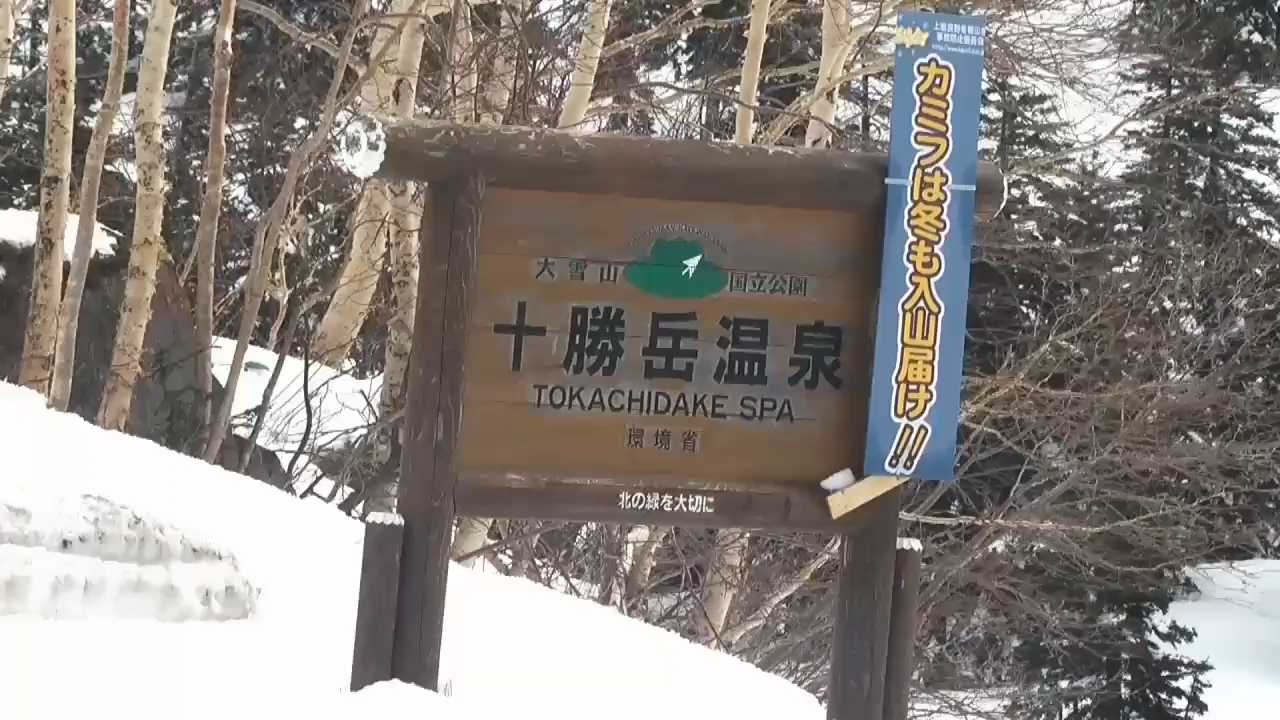 大雪山 国立公園
十勝岳温泉
TOKACHIDAKE SPA
環境省
北の緑を大切に
カミフは冬も入山届け!!